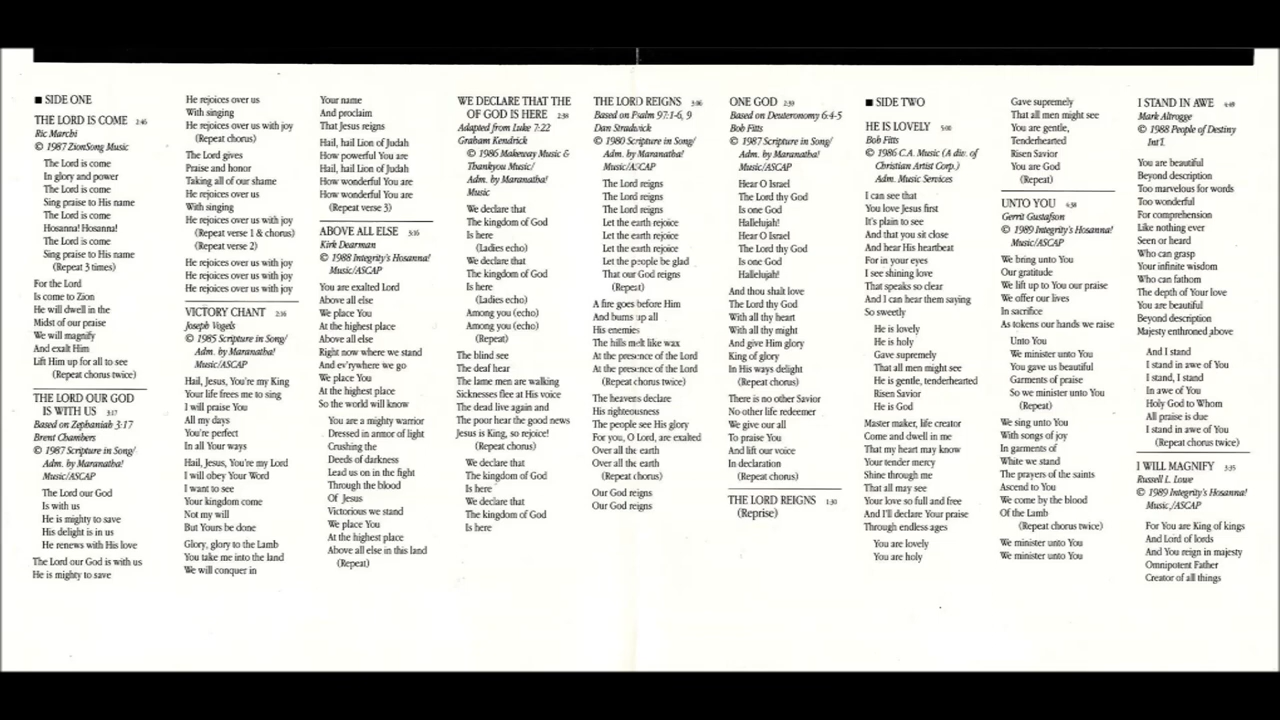 ■ SIDE ONE
THE LORD IS COME 2:46
Ric Marchi
© 1987 ZionSong Music
The Lord is come
In glory and power
The Lord is come
Sing praise to His name
The Lord is come
Hosanna! Hosanna!
The Lord is come
Sing praise to His name
(Repeat 3 times)
For the Lord
Is come to Zion
He will dwell in the
Midst of our praise
We will magnify
And exalt Him
Lift Him up for all to see
(Repeat chorus twice)
THE LORD OUR GOD
IS WITH US 3:17
Based on Zephaniah 3:17
Brent Chambers
© 1987 Scripture in Song/
Adm. by Maranatha!
Music/ASCAP
The Lord our God
Is with us
He is mighty to save
His delight is in us
He renews with His love
The Lord our God is with us
He is mighty to save
He rejoices over us
With singing
He rejoices over us with joy
(Repeat chorus)
The Lord gives
Praise and honor
Taking all of our shame
He rejoices over us
With singing
He rejoices over us with joy
(Repeat verse 1 & chorus)
(Repeat verse 2)
He rejoices over us with joy
He rejoices over us with joy
He rejoices over us with joy
VICTORY CHANT 2:16
Joseph Vogels
© 1985 Scripture in Song/
Adm. by Maranatha!
Music/ASCAP
Hail, Jesus, You're my King
Your life frees me to sing
I will praise You
All my days
You're perfect
In all Your ways
Hail, Jesus, You're my Lord
I will obey Your Word
I want to see
Your kingdom come
Not my will
But Yours be done
Glory, glory to the Lamb
You take me into the land
We will conquer in
Your name
And proclaim
That Jesus reigns
Hail, hail Lion of Judah
How powerful You are
Hail, hail Lion of Judah
How wonderful You are
How wonderful You are
(Repeat verse 3)
ABOVE ALL ELSE 3:16
Kirk Dearman
© 1988 Integrity's Hosanna!
Music/ASCAP
You are exalted Lord
Above all else
We place You
At the highest place
Above all else
Right now where we stand
And ev'rywhere we go
We place You
At the highest place
So the world will know
You are a mighty warrior
Dressed in armor of light
Crushing the
Deeds of darkness
Lead us on in the fight
Through the blood
Of Jesus
Victorious we stand
We place You
At the highest place
Above all else in this land
(Repeat)
WE DECLARE THAT THE
OF GOD IS HERE 2:38
Adapted from Luke 7:22
Graham Kendrick
© 1986 Makeway Music &
Thankyou Music/
Adm. by Maranatha!
Music
We declare that
The kingdom of God
Is here
(Ladies echo)
We declare that
The kingdom of God
Is here
(Ladies echo)
Among you (echo)
Among you (echo)
(Repeat)
The blind see
The deaf hear
The lame men are walking
Sicknesses flee at His voice
The dead live again and
The poor hear the good news
Jesus is King, so rejoice!
(Repeat chorus)
We declare that
The kingdom of God
Is here
We declare that
The kingdom of God
Is here
THE LORD REIGNS 3:06
Based on Psalm 97:1-6, 9
Dan Stradwick
© 1980 Scripture in Song/
Adm. by Maranatha!
Music/ASCAP
The Lord reigns
The Lord reigns
The Lord reigns
Let the earth rejoice
Let the earth rejoice
Let the earth rejoice
Let the people be glad
That our God reigns
(Repeat)
A fire goes before Him
And burns up all
His enemies
The hills melt like wax
At the presence of the Lord
At the presence of the Lord
(Repeat chorus twice)
The heavens declare
His righteousness
The people see His glory
For you, O Lord, are exalted
Over all the earth
Over all the earth
(Repeat chorus)
Our God reigns
Our God reigns
ONE GOD 2:39
Based on Deuteronomy 6:4-5
Bob Fitts
© 1987 Scripture in Song/
Adm. by Maranatha!
Music/ASCAP
Hear O Israel
The Lord thy God
Is one God
Hallelujah!
Hear O Israel
The Lord thy God
Is one God
Hallelujah!
And thou shalt love
The Lord thy God
With all thy heart
With all thy might
And give Him glory
King of glory
In His ways delight
(Repeat chorus)
There is no other Savior
No other life redeemer
We give our all
To praise You
And lift our voice
In declaration
(Repeat chorus)
THE LORD REIGNS 1:30
(Reprise)
■ SIDE TWO
HE IS LOVELY 5:00
Bob Fitts
© 1986 C.A. Music (A div. of
Christian Artist Corp.)
Adm. Music Services
I can see that
You love Jesus first
It's plain to see
And that you sit close
And hear His heartbeat
For in your eyes
I see shining love
That speaks so clear
And I can hear them saying
So sweetly
He is lovely
He is holy
Gave supremely
That all men might see
He is gentle, tenderhearted
Risen Savior
He is God
Master maker, life creator
Come and dwell in me
That my heart may know
Your tender mercy
Shine through me
That all may see
Your love so full and free
And I'll declare Your praise
Through endless ages
You are lovely
You are holy
Gave supremely
That all men might see
You are gentle,
Tenderhearted
Risen Savior
You are God
(Repeat)
UNTO YOU 4:38
Gerrit Gustafson
© 1989 Integrity's Hosanna!
Music/ASCAP
We bring unto You
Our gratitude
We lift up to You our praise
We offer our lives
In sacrifice
As tokens our hands we raise
Unto You
We minister unto You
You gave us beautiful
Garments of praise
So we minister unto You
(Repeat)
We sing unto You
With songs of joy
In garments of
White we stand
The prayers of the saints
Ascend to You
We come by the blood
Of the Lamb
(Repeat chorus twice)
We minister unto You
We minister unto You
I STAND IN AWE 4:48
Mark Altrogge
© 1988 People of Destiny
Int'l.
You are beautiful
Beyond description
Too marvelous for words
Too wonderful
For comprehension
Like nothing ever
Seen or heard
Who can grasp
Your infinite wisdom
Who can fathom
The depth of Your love
You are beautiful
Beyond description
Majesty enthroned above
And I stand
I stand in awe of You
I stand, I stand
In awe of You
Holy God to Whom
All praise is due
I stand in awe of You
(Repeat chorus twice)
I WILL MAGNIFY 3:35
Russell L. Lowe
© 1989 Integrity's Hosanna!
Music/ASCAP
For You are King of kings
And Lord of lords
And You reign in majesty
Omnipotent Father
Creator of all things